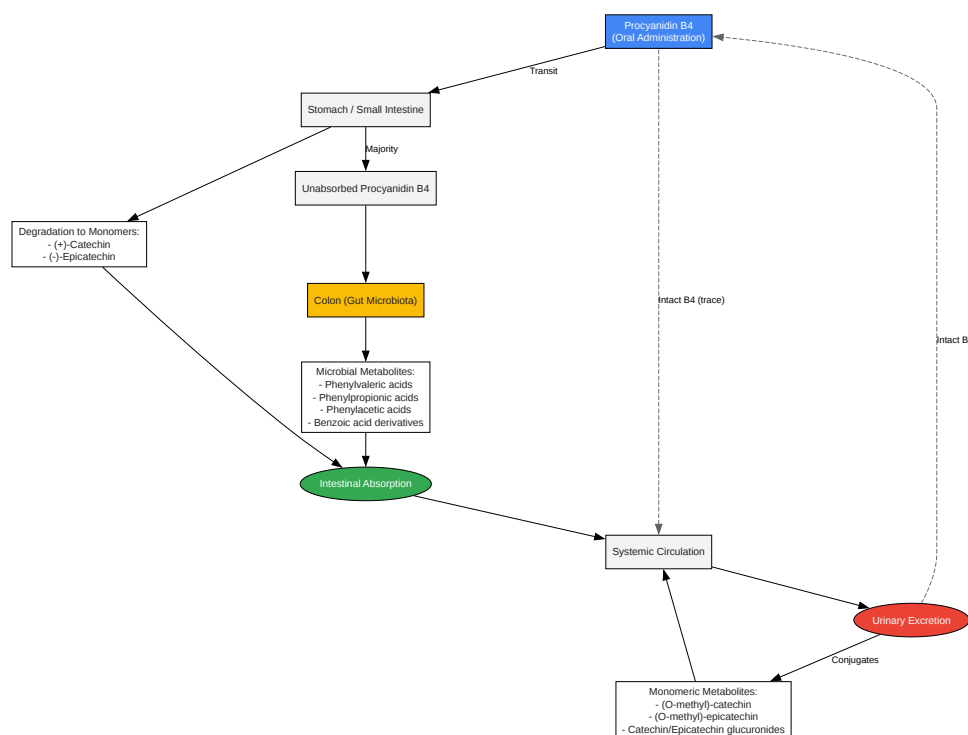 Procyanidin B4
(Oral Administration)
Transit
Stomach / Small Intestine
Majority
Unabsorbed Procyanidin B4
Degradation to Monomers:
- (+)-Catechin
- (-)-Epicatechin
Colon (Gut Microbiota)
Intact B4 (trace)
Intact B
Microbial Metabolites:
- Phenylvaleric acids
- Phenylpropionic acids
- Phenylacetic acids
- Benzoic acid derivatives
Intestinal Absorption
Systemic Circulation
Urinary Excretion
Conjugates
Monomeric Metabolites:
- (O-methyl)-catechin
- (O-methyl)-epicatechin
- Catechin/Epicatechin glucuronides